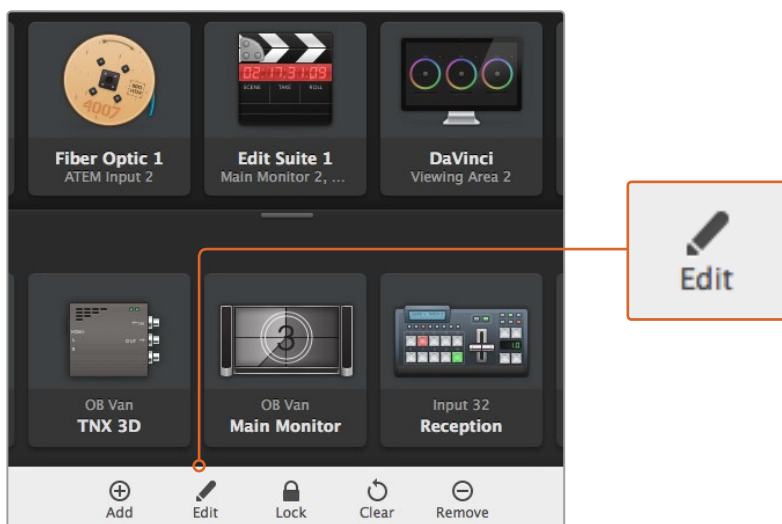 4007
02:17:31:09
SCENE TAKE ROLL
Fiber Optic 1
ATEM Input 2
Edit Suite 1
Main Monitor 2, ...
DaVinci
Viewing Area 2
Edit
3
OB Van
TNX 3D
OB Van
Main Monitor
Input 32
Reception
Add
Edit
Lock
Clear
Remove